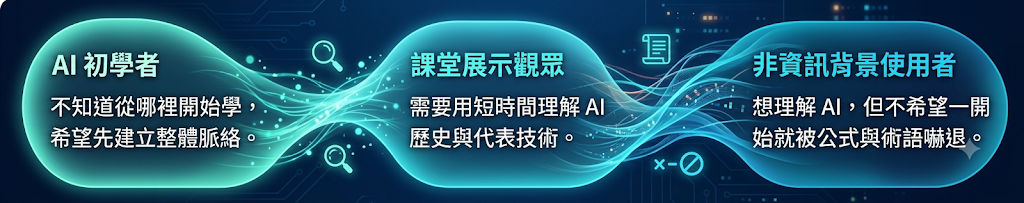 AI 初學者
不知道從哪裡開始學，
希望先建立整體脈絡。
課堂展示觀眾
需要用短時間理解 AI
歷史與代表技術。
非資訊背景使用者
想理解 AI，但不希望一開
始就被公式與術語嚇退。